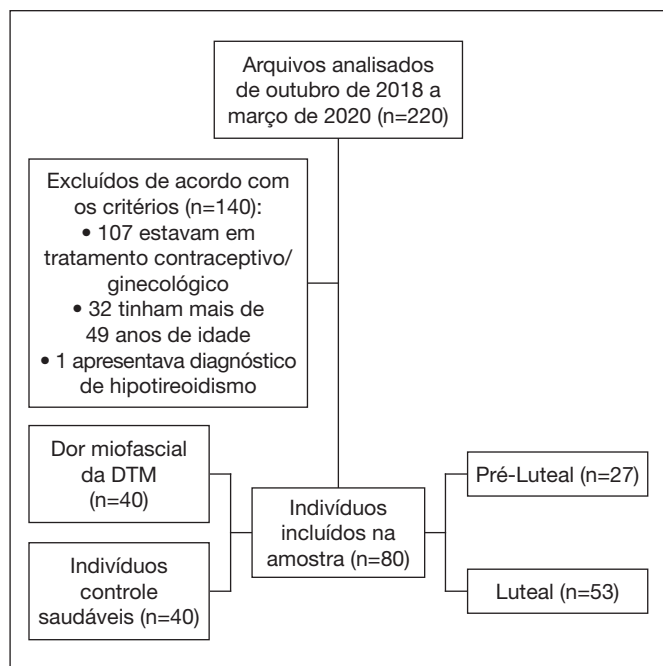 Arquivos analisados
de outubro de 2018 a
março de 2020 (n=220)
Excluídos de acordo com
os critérios (n=140):
• 107 estavam em
tratamento contraceptivo/
ginecológico
• 32 tinham mais de
49 anos de idade
• 1 apresentava diagnóstico
de hipotireoidismo
Dor miofascial
da DTM
(n=40)
Indivíduos
controle
saudáveis (n=40)
Indivíduos
incluídos na
amostra (n=80)
Pré-Luteal (n=27)
Luteal (n=53)